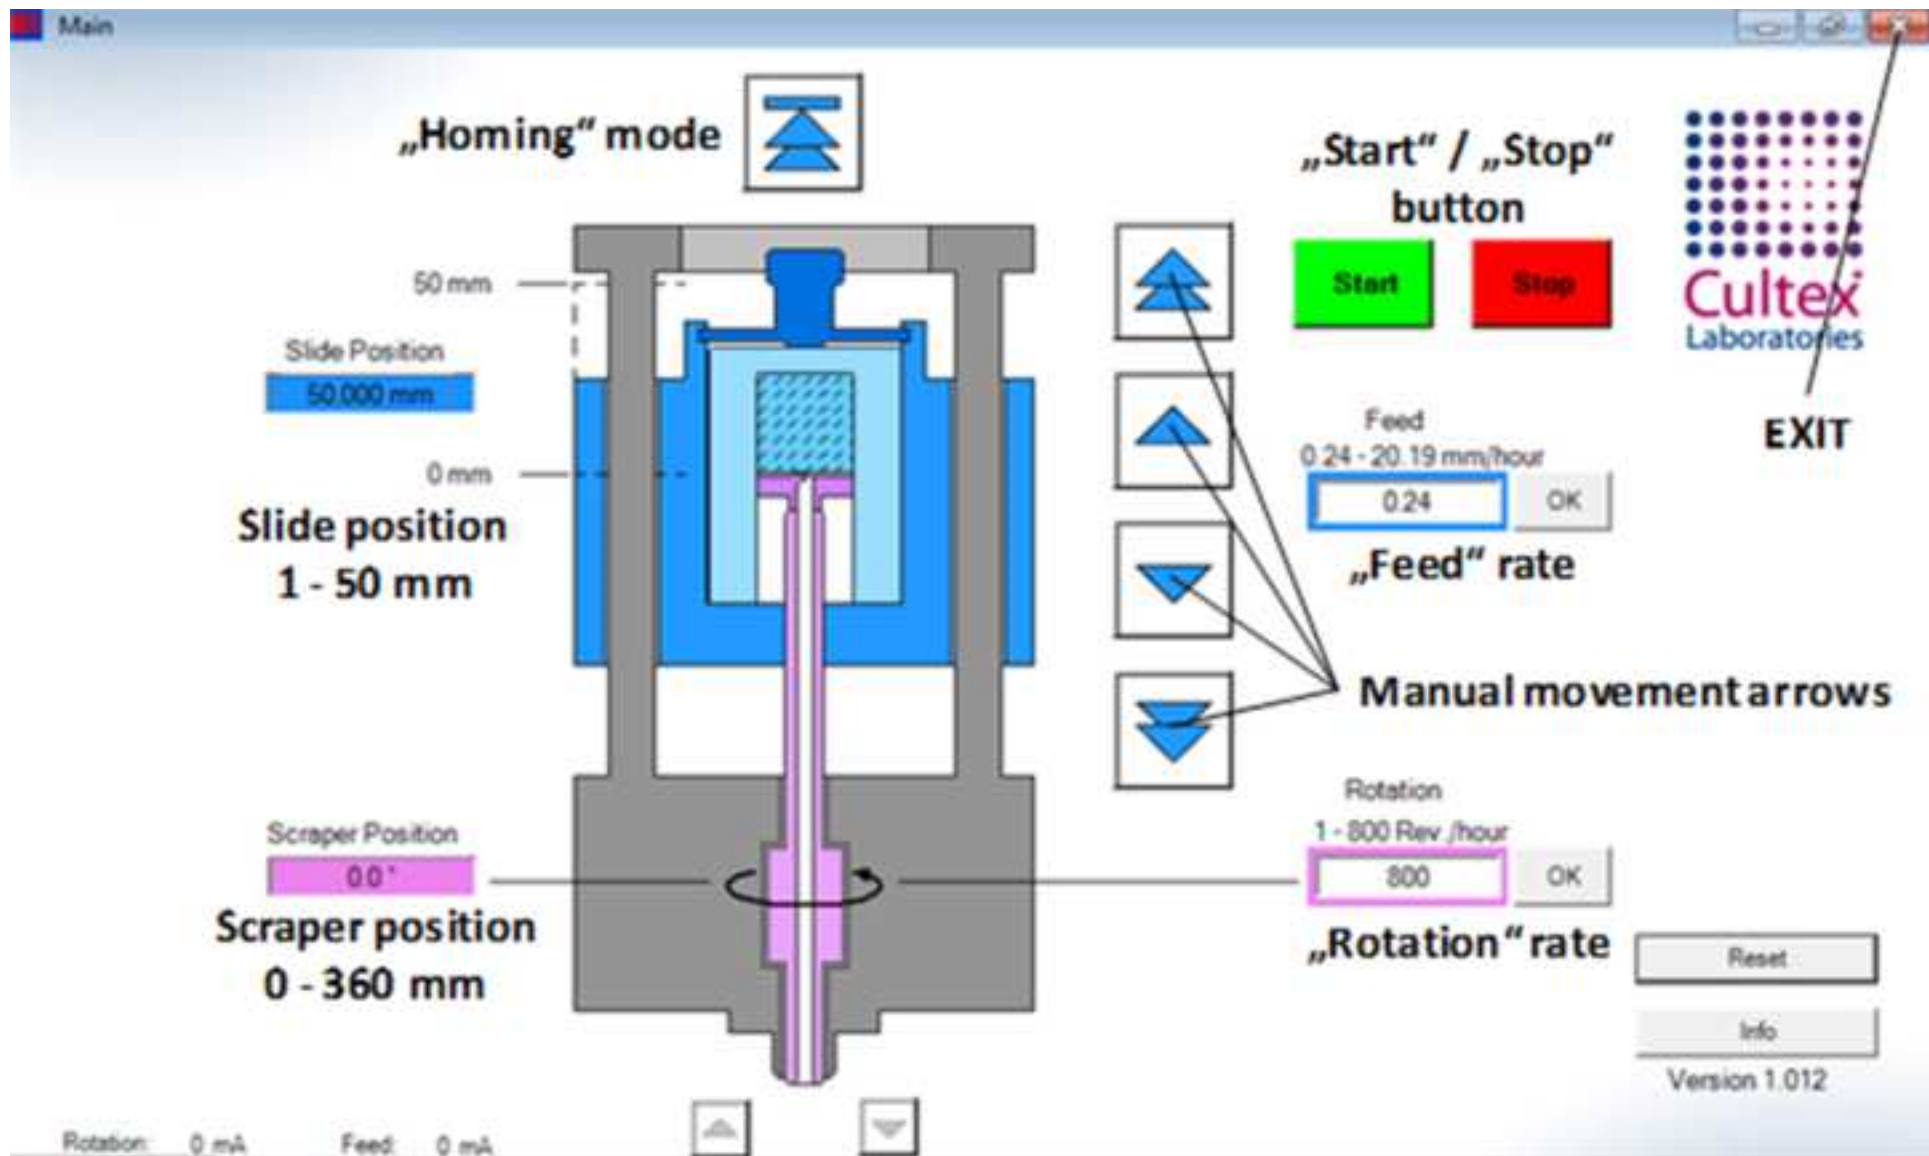 Main
„Homing“ mode
„Start“ / „Stop“
button
Start
Stop
Cultex
Laboratories
EXIT
50 mm
Slide Position
50.000 mm
0 mm
Slide position
1 - 50 mm
Feed
0.24 - 20.19 mm/hour
0.24
OK
„Feed“ rate
Manual movement arrows
Rotation
1 - 800 Rev./hour
800
OK
„Rotation“ rate
Scraper Position
0.0 °
Scraper position
0 - 360 mm
Reset
Info
Version 1.012
Rotation: 0 mA Feed: 0 mA